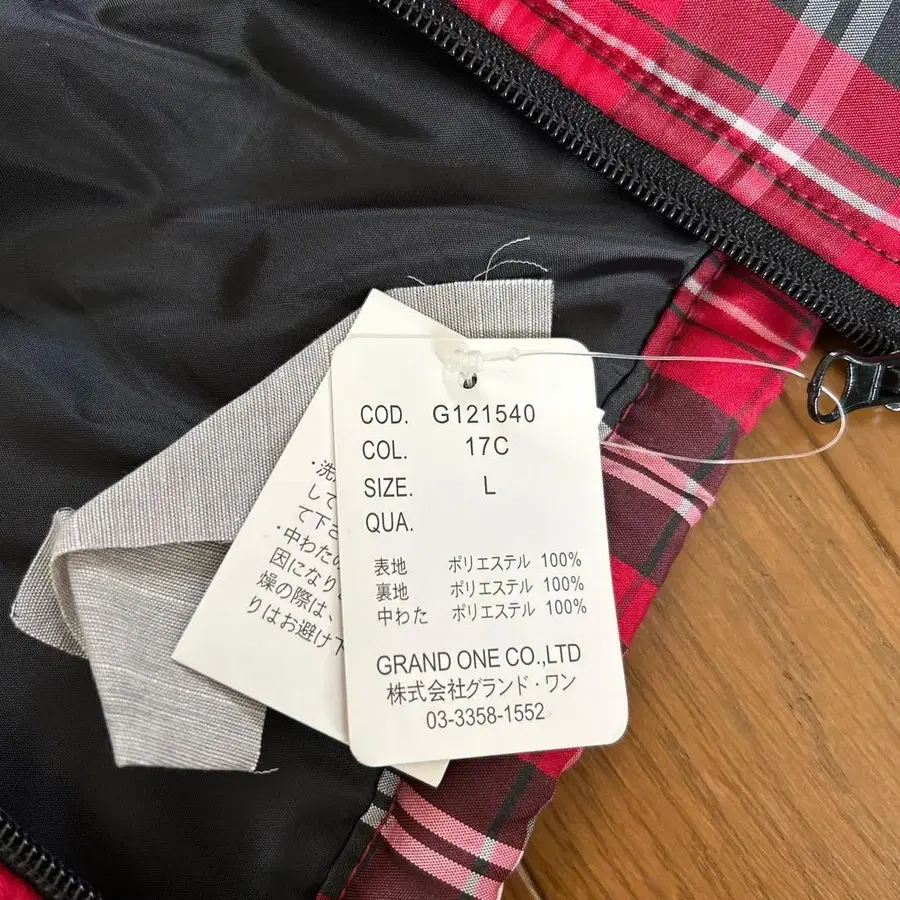 COD. G121540
COL. 17C
SIZE. L
QUA.
表地 ポリエステル 100%
裏地 ポリエステル 100%
中わた ポリエステル 100%
GRAND ONE CO.,LTD
株式会社グランド・ワン
03-3358-1552
・洗
して
て下さ
・中わたの
因になり
燥の際は、
りはお避け下